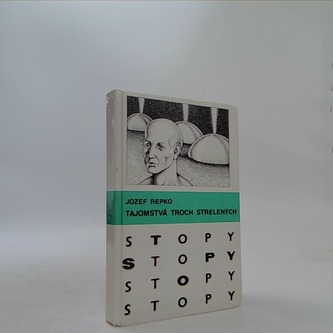 JOZEF REPKO
TAJOMSTVÁ TROCH STRELENÝCH
STOPY
STOPY
STOPY
STOPY